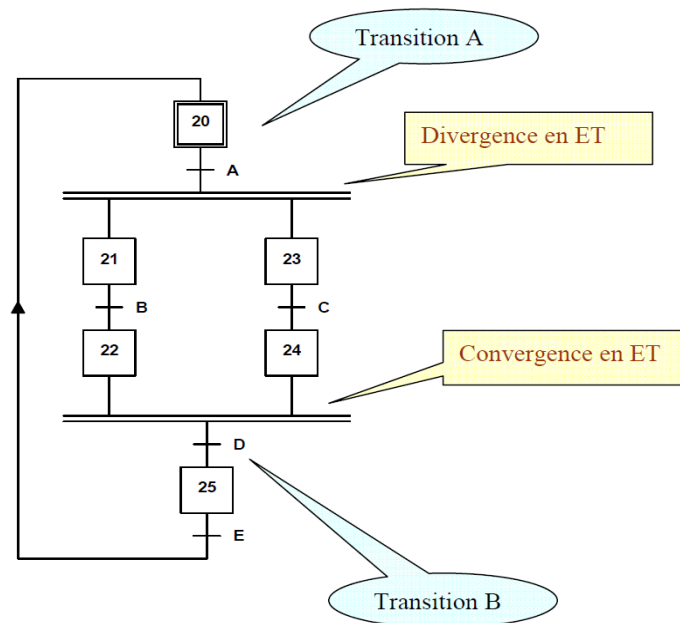 Transition A
20
Divergence en ET
A
21
23
B
C
22
24
Convergence en ET
D
25
E
Transition B